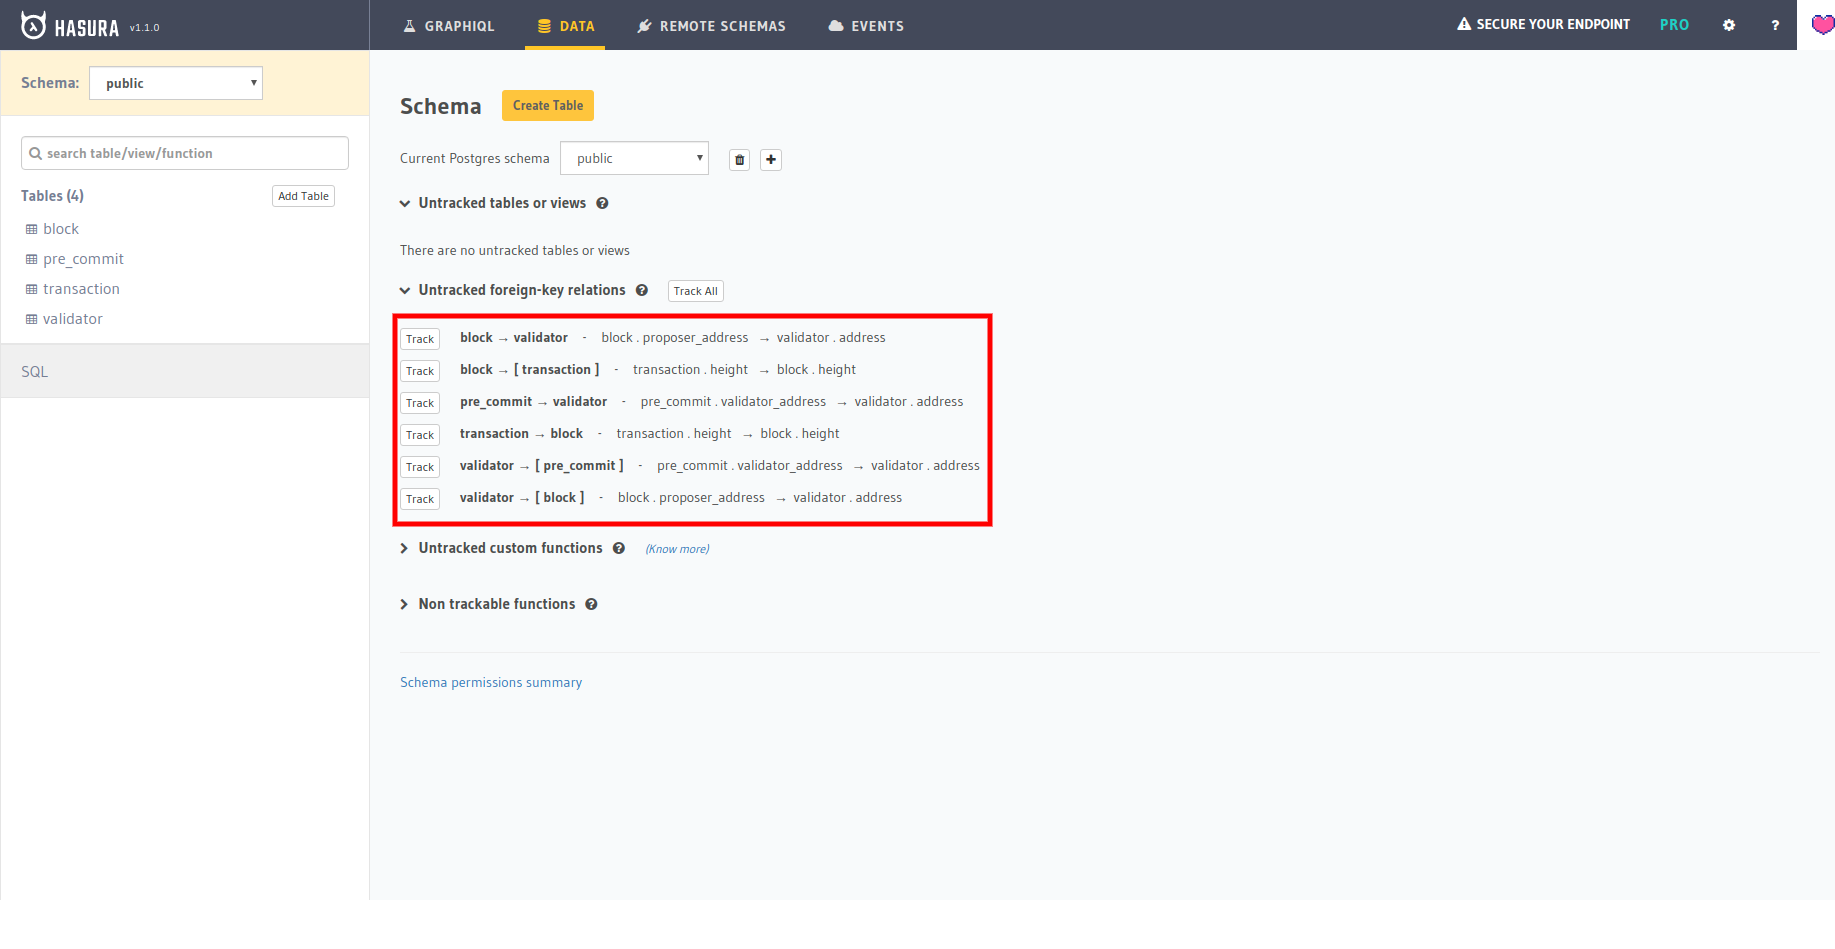 HASURA v1.1.0
GRAPHIQL DATA REMOTE SCHEMAS EVENTS SECURE YOUR ENDPOINT PRO ?
Schema: public
search table/view/function
Tables (4) Add Table
block
pre_commit
transaction
validator
SQL
Schema Create Table
Current Postgres schema public
Untracked tables or views ?
There are no untracked tables or views
Untracked foreign-key relations ? Track All
Track block → validator - block . proposer_address → validator . address
Track block → [ transaction ] - transaction . height → block . height
Track pre_commit → validator - pre_commit . validator_address → validator . address
Track transaction → block - transaction . height → block . height
Track validator → [ pre_commit ] - pre_commit . validator_address → validator . address
Track validator → [ block ] - block . proposer_address → validator . address
Untracked custom functions ? (Know more)
Non trackable functions ?
Schema permissions summary